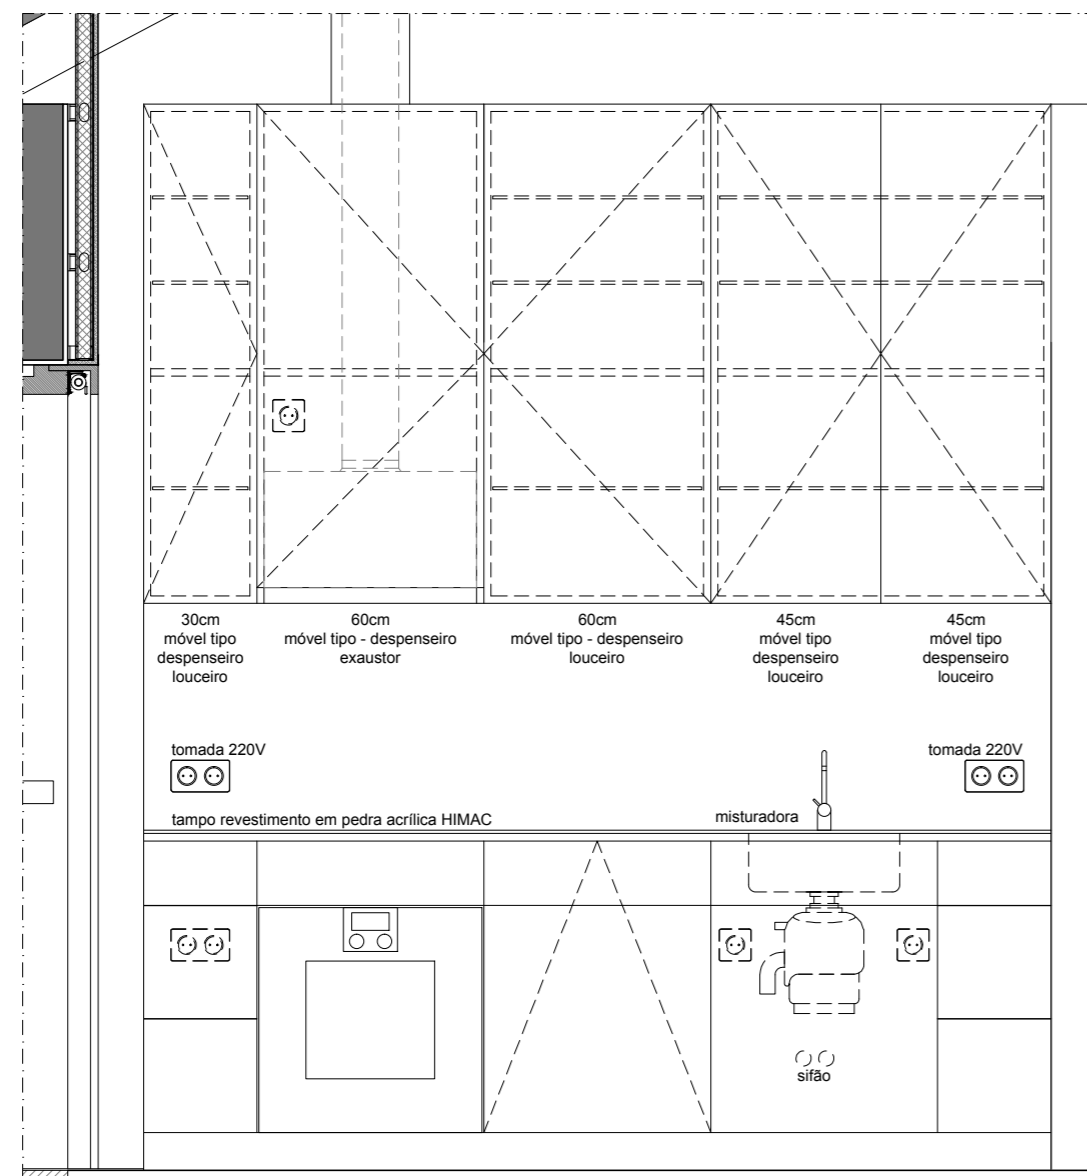 30cm
móvel tipo
despenseiro
louceiro
60cm
móvel tipo - despenseiro
exaustor
60cm
móvel tipo - despenseiro
louceiro
45cm
móvel tipo
despenseiro
louceiro
45cm
móvel tipo
despenseiro
louceiro
tomada 220V
tomada 220V
tampo revestimento em pedra acrílica HIMAC
misturadora
sifão